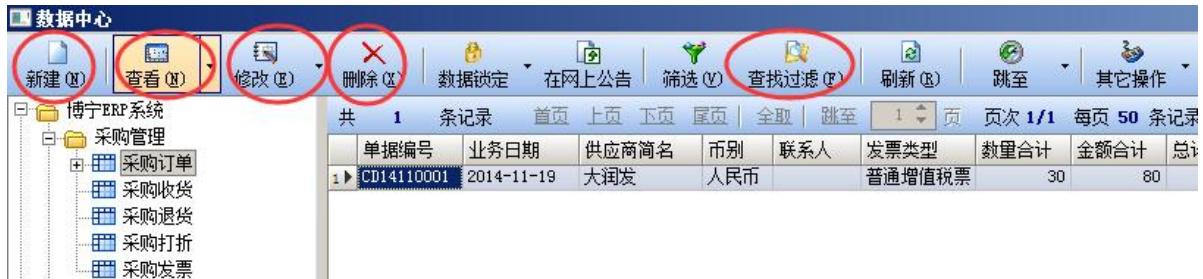 数据中心
新建(N) 查看(N) 修改(E) 删除(X) 数据锁定 在网上公告 筛选(V) 查找过滤(F) 刷新(R) 跳至 其它操作
博宁ERP系统
采购管理
采购订单
采购收货
采购退货
采购打折
采购发票
共 1 条记录 首页 上页 下页 尾页 全取 跳至 1 页 页次 1/1 每页 50 条记录
单据编号 业务日期 供应商简名 币别 联系人 发票类型 数量合计 金额合计
1 CD14110001 2014-11-19 大润发 人民币 普通增值税票 30 80